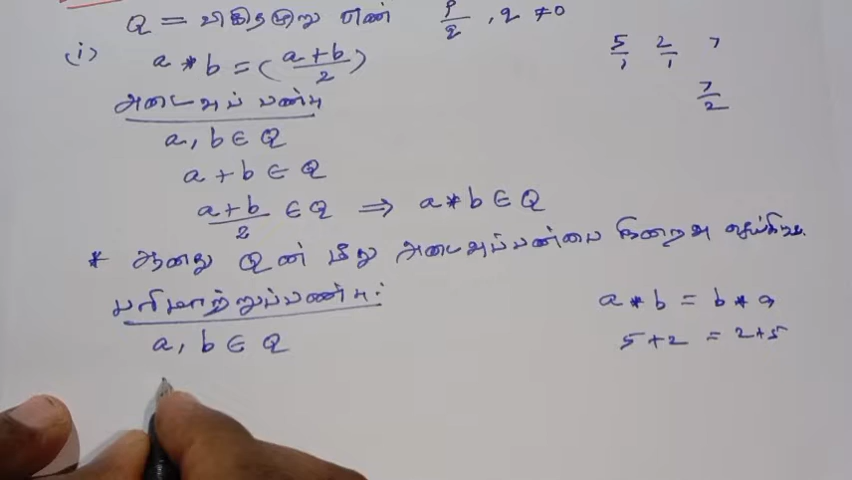 Q = விகிதமுறு எண் p/q , q ≠ 0
(i) a * b = (a+b/2)
5/1 2/1 7
7/2
அடைவுப் பண்பு
a, b ∈ Q
a + b ∈ Q
a+b/2 ∈ Q ⇒ a * b ∈ Q
* ஆனது Q ன் மீது அடைவுப்பண்பை நிறைவு செய்கிறது.
பரிமாற்றுப்பண்பு :
a * b = b * a
a, b ∈ Q
5 + 2 = 2 + 5